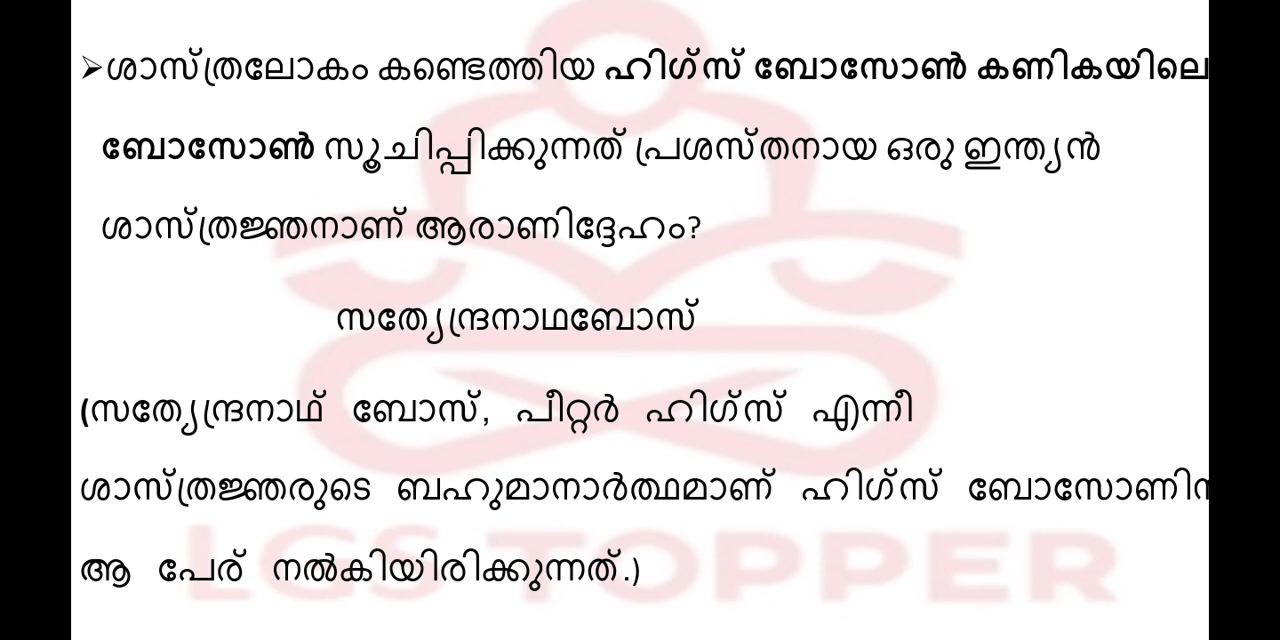 ➢ശാസ്ത്രലോകം കണ്ടെത്തിയ ഹിഗ്സ് ബോസോൺ കണികയിലെ
ബോസോൺ സൂചിപ്പിക്കുന്നത് പ്രശസ്തനായ ഒരു ഇന്ത്യൻ
ശാസ്ത്രജ്ഞനാണ് ആരാണിദ്ദേഹം?
സത്യേന്ദ്രനാഥബോസ്
(സത്യേന്ദ്രനാഥ് ബോസ്, പീറ്റർ ഹിഗ്സ് എന്നീ
ശാസ്ത്രജ്ഞരുടെ ബഹുമാനാർത്ഥമാണ് ഹിഗ്സ്
ആ പേര് നൽകിയിരിക്കുന്നത്.)
LGS TOPPER